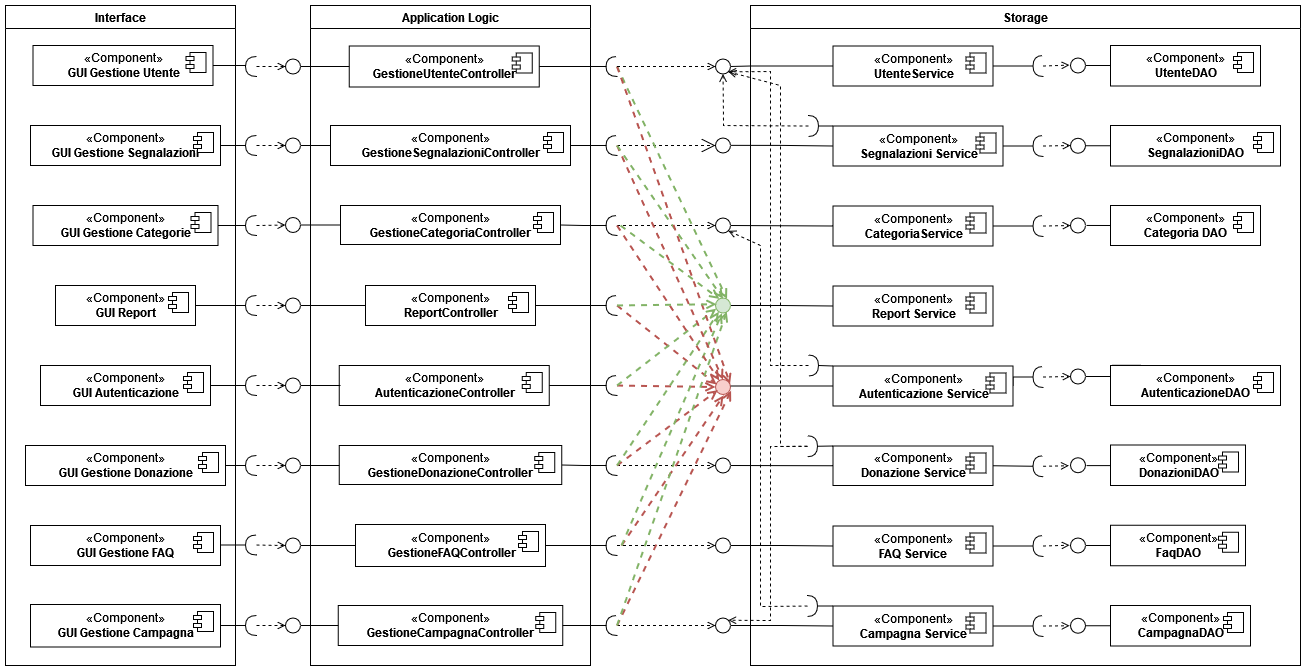 Interface
Application Logic
Storage
«Component»
GUI Gestione Utente
«Component»
GestioneUtenteController
«Component»
UtenteService
«Component»
UtenteDAO
«Component»
GUI Gestione Segnalazioni
«Component»
GestioneSegnalazioniController
«Component»
Segnalazioni Service
«Component»
SegnalazioniDAO
«Component»
GUI Gestione Categorie
«Component»
GestioneCategoriaController
«Component»
CategoriaService
«Component»
Categoria DAO
«Component»
GUI Report
«Component»
ReportController
«Component»
Report Service
«Component»
GUI Autenticazione
«Component»
AutenticazioneController
«Component»
Autenticazione Service
«Component»
AutenticazioneDAO
«Component»
GUI Gestione Donazione
«Component»
GestioneDonazioneController
«Component»
Donazione Service
«Component»
DonazioniDAO
«Component»
GUI Gestione FAQ
«Component»
GestioneFAQController
«Component»
FAQ Service
«Component»
FaqDAO
«Component»
GUI Gestione Campagna
«Component»
GestioneCampagnaController
«Component»
Campagna Service
«Component»
CampagnaDAO